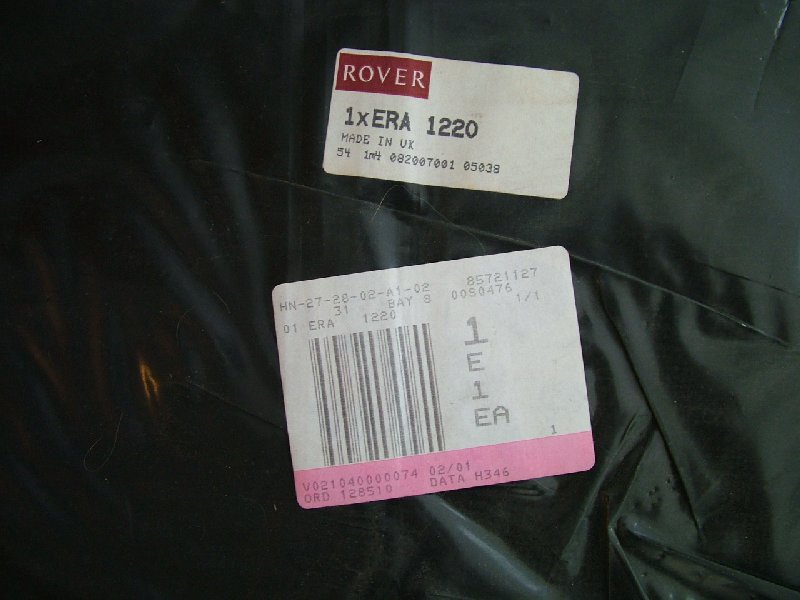 ROVER
1xERA 1220
MADE IN UK
54 1m4 082007001 05038
HN-27-28-02-A1-02 85721127
31 BAY 8 0080476
01 ERA 1220 1/1
1
E
1
EA
1
V021040000074 02/01
ORD 128510 DATA H346